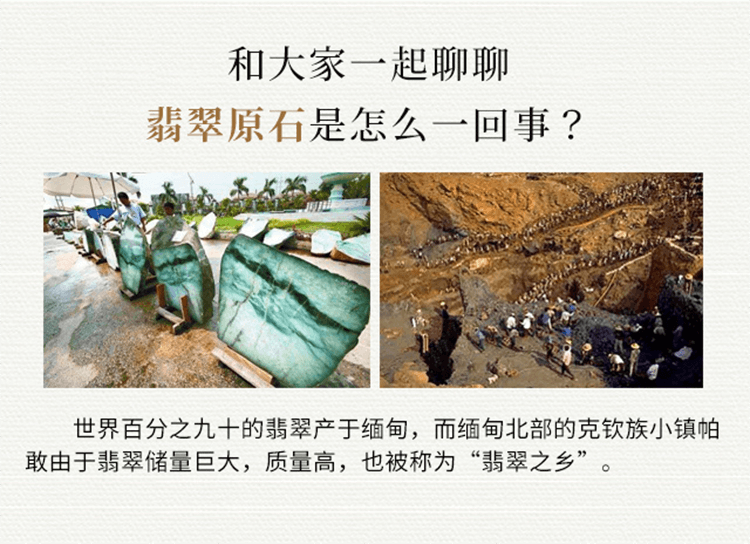 和大家一起聊聊
翡翠原石是怎么一回事？
世界百分之九十的翡翠产于缅甸，而缅甸北部的克钦族小镇帕
敢由于翡翠储量巨大，质量高，也被称为“翡翠之乡”。